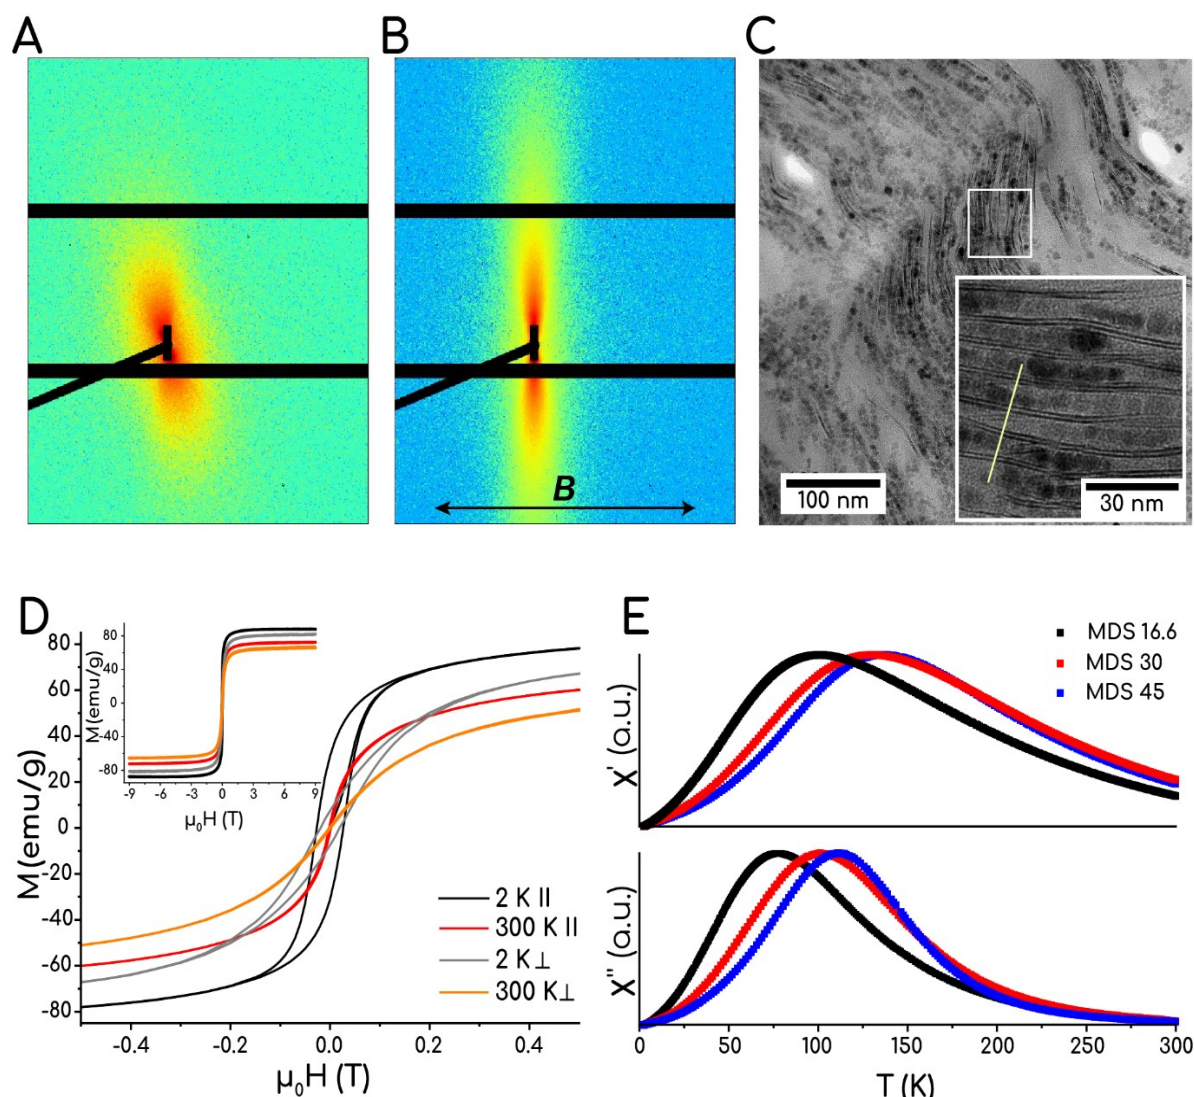 A
B
C
B
100 nm
30 nm
D
E
M (emu/g)
80
40
0
-40
-80
-9 -6 -3 0 3 6 9
μ₀H (T)
M (emu/g)
80
60
40
20
0
-20
-40
-60
-80
-0.4 -0.2 0.0 0.2 0.4
μ₀H (T)
2 K ||
300 K ||
2 K ⊥
300 K⊥
MDS 16.6
MDS 30
MDS 45
X' (a.u.)
X" (a.u.)
0 50 100 150 200 250 300
T (K)